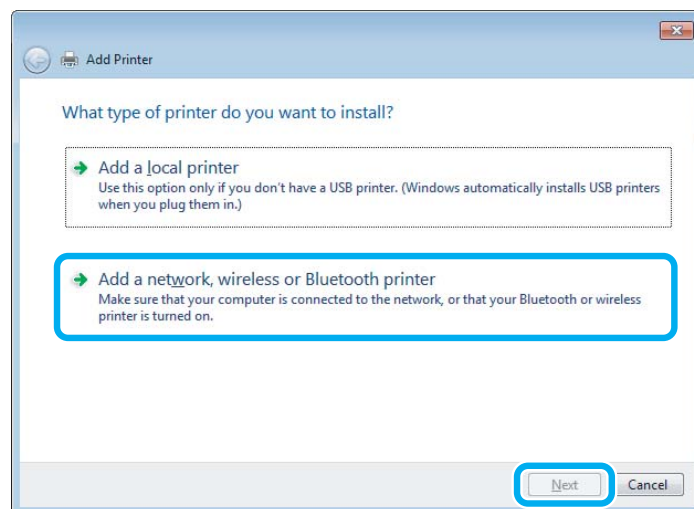 Add Printer
What type of printer do you want to install?
Add a local printer
Use this option only if you don't have a USB printer. (Windows automatically installs USB printers
when you plug them in.)
Add a network, wireless or Bluetooth printer
Make sure that your computer is connected to the network, or that your Bluetooth or wireless
printer is turned on.
Next
Cancel